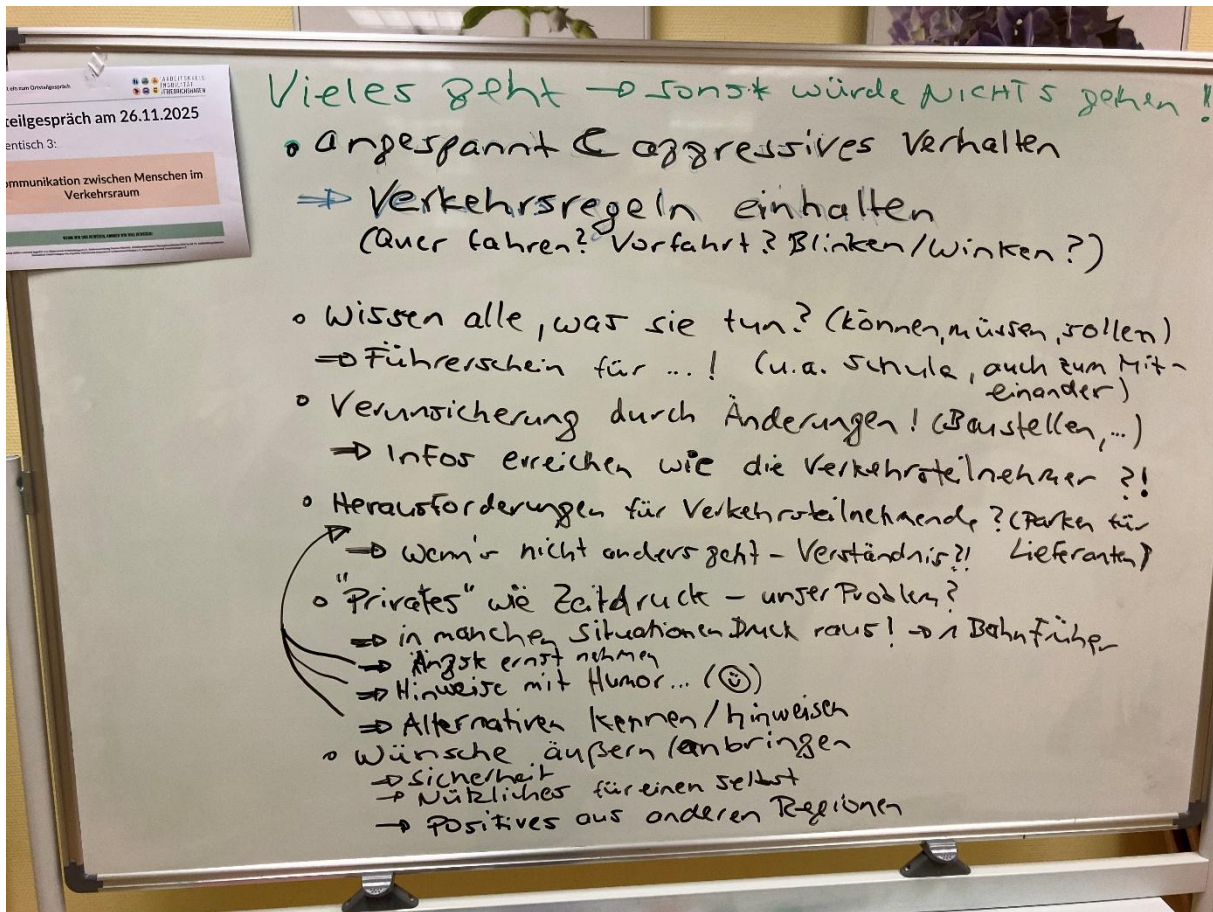 ARBEITSKREIS
MOBILITÄT
teilgespräch am 26.11.2025
entisch 3:
ommunikation zwischen Menschen im
Verkehrsraum
Vieles geht → sonst würde NICHTS gehen!
• angespannt & aggressives Verhalten
⇒ Verkehrsregeln einhalten
(Quer fahren? Vorfahrt? Blinken/Winken?)
• Wissen alle, was sie tun? (können, müssen, sollen)
⇒ Führerschein für ... ! (u.a. Schule, auch zum Mit-
einander)
• Verunsicherung durch Änderungen! (Baustellen,...)
⇒ Infos erreichen wie die Verkehrsteilnehmer ?!
• Herausforderungen für Verkehrsteilnehmende? (Parken für
Lieferanten)
⇒ wenn's nicht anders geht - Verständnis?!
• "Privates" wie Zeitdruck - unser Problem?
⇒ in manchen Situationen Druck raus! → 1 Bahn früher
⇒ Angst ernst nehmen
⇒ Hinweise mit Humor... (☺)
⇒ Alternativen kennen/hinweisen
• Wünsche äußern/anbringen
→ Sicherheit
→ Nützliches für einen selbst
→ Positives aus anderen Regionen